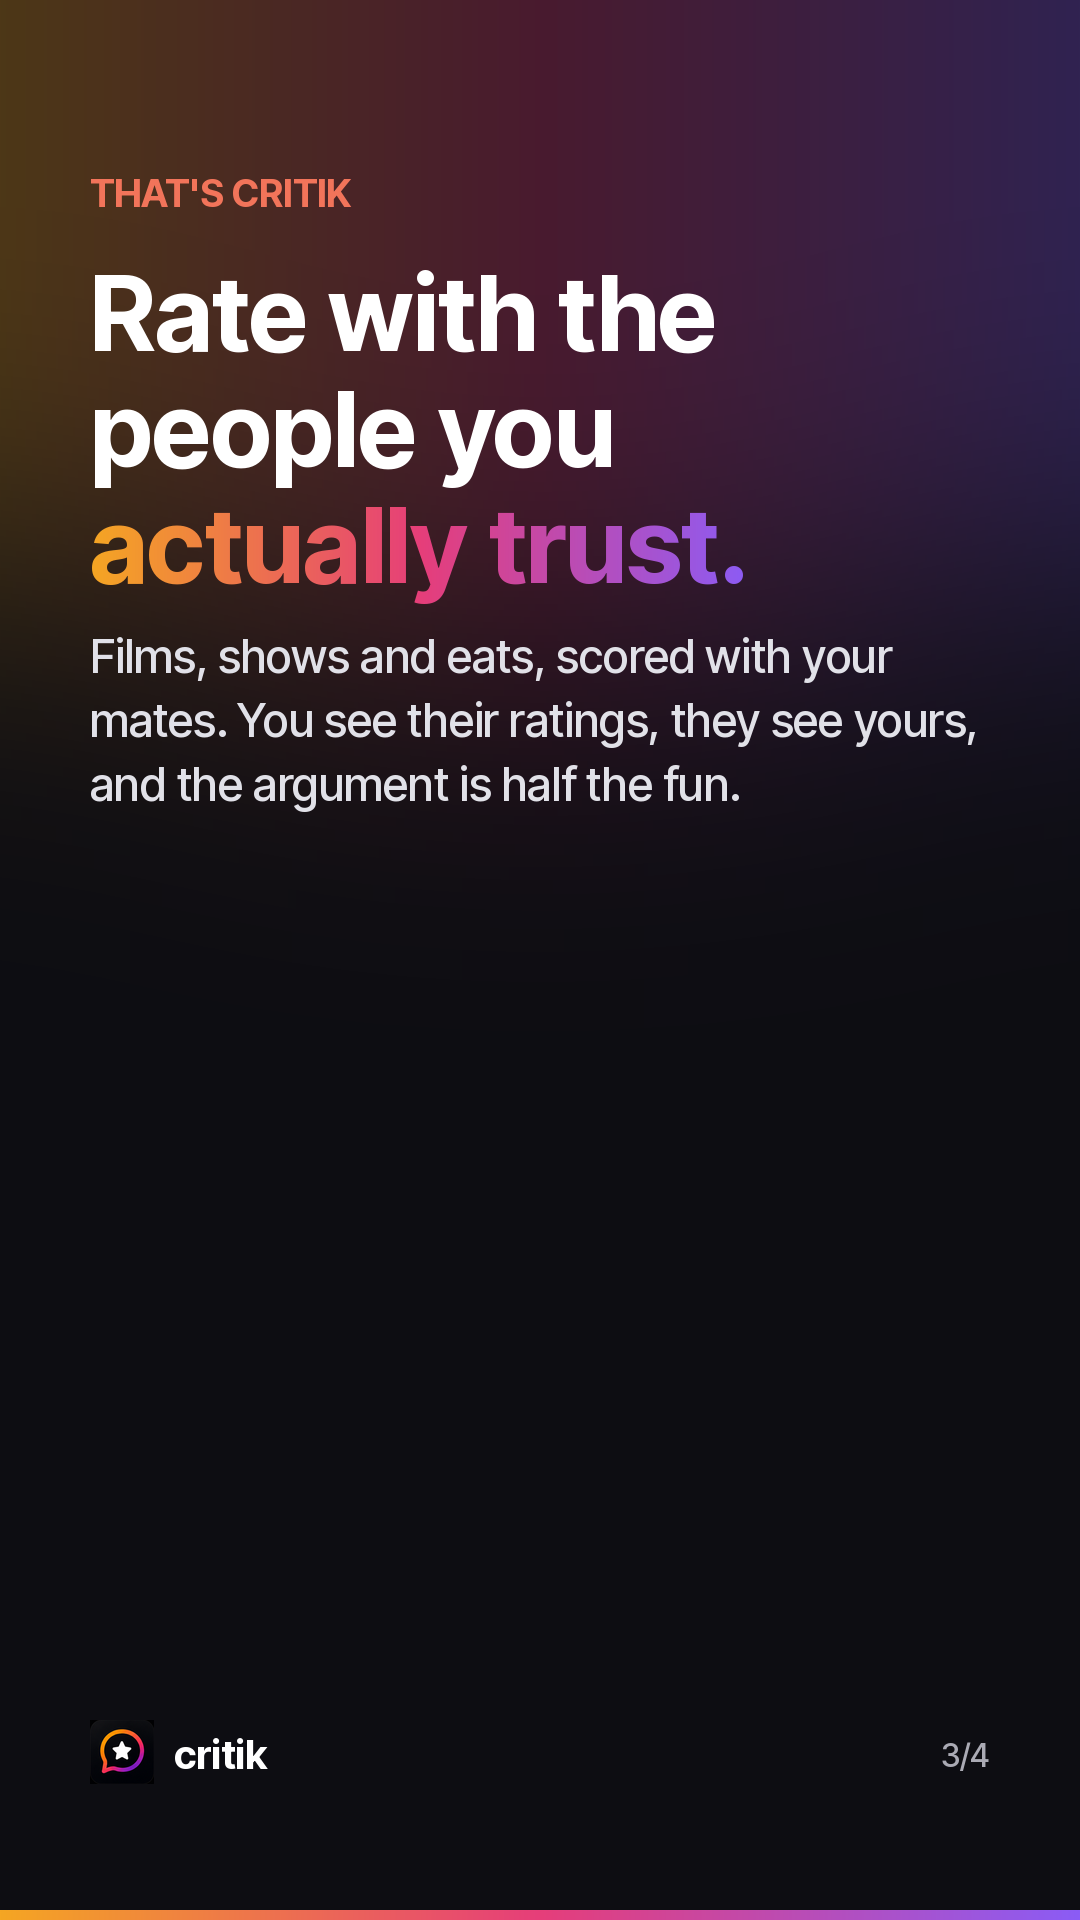 THAT'S CRITIK
Rate with the
people you
actually trust.
Films, shows and eats, scored with your
mates. You see their ratings, they see yours,
and the argument is half the fun.
critik
3/4